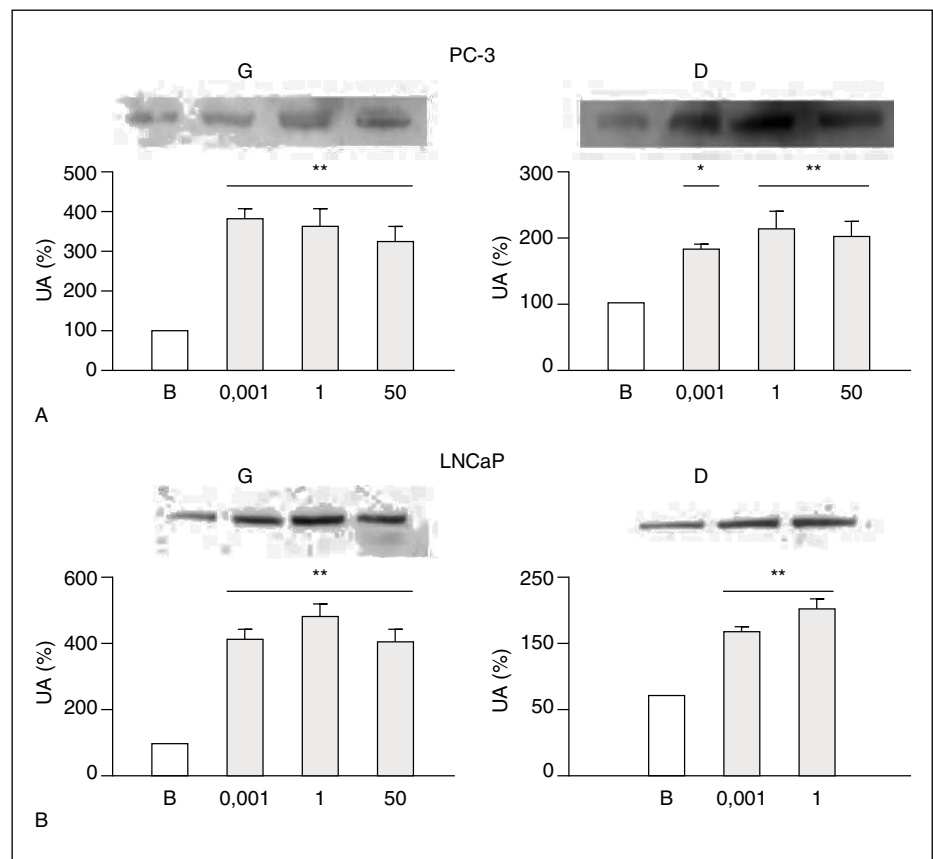 PC-3
G
D
**
500
400
300
200
100
0
UA (%)
B 0,001 1 50
* **
300
200
100
0
UA (%)
B 0,001 1 50
A
LNCaP
G
D
**
600
400
200
0
UA (%)
B 0,001 1 50
**
250
150
50
0
UA (%)
B 0,001 1
B